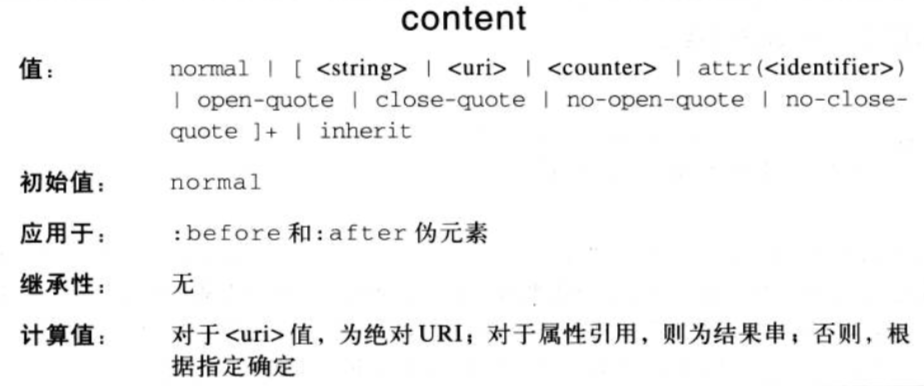 content
值： normal | [ <string> | <uri> | <counter> | attr(<identifier>)
| open-quote | close-quote | no-open-quote | no-close-
quote ]+ | inherit
初始值： normal
应用于： :before 和:after 伪元素
继承性： 无
计算值： 对于<uri>值，为绝对 URI；对于属性引用，则为结果串；否则，根
据指定确定